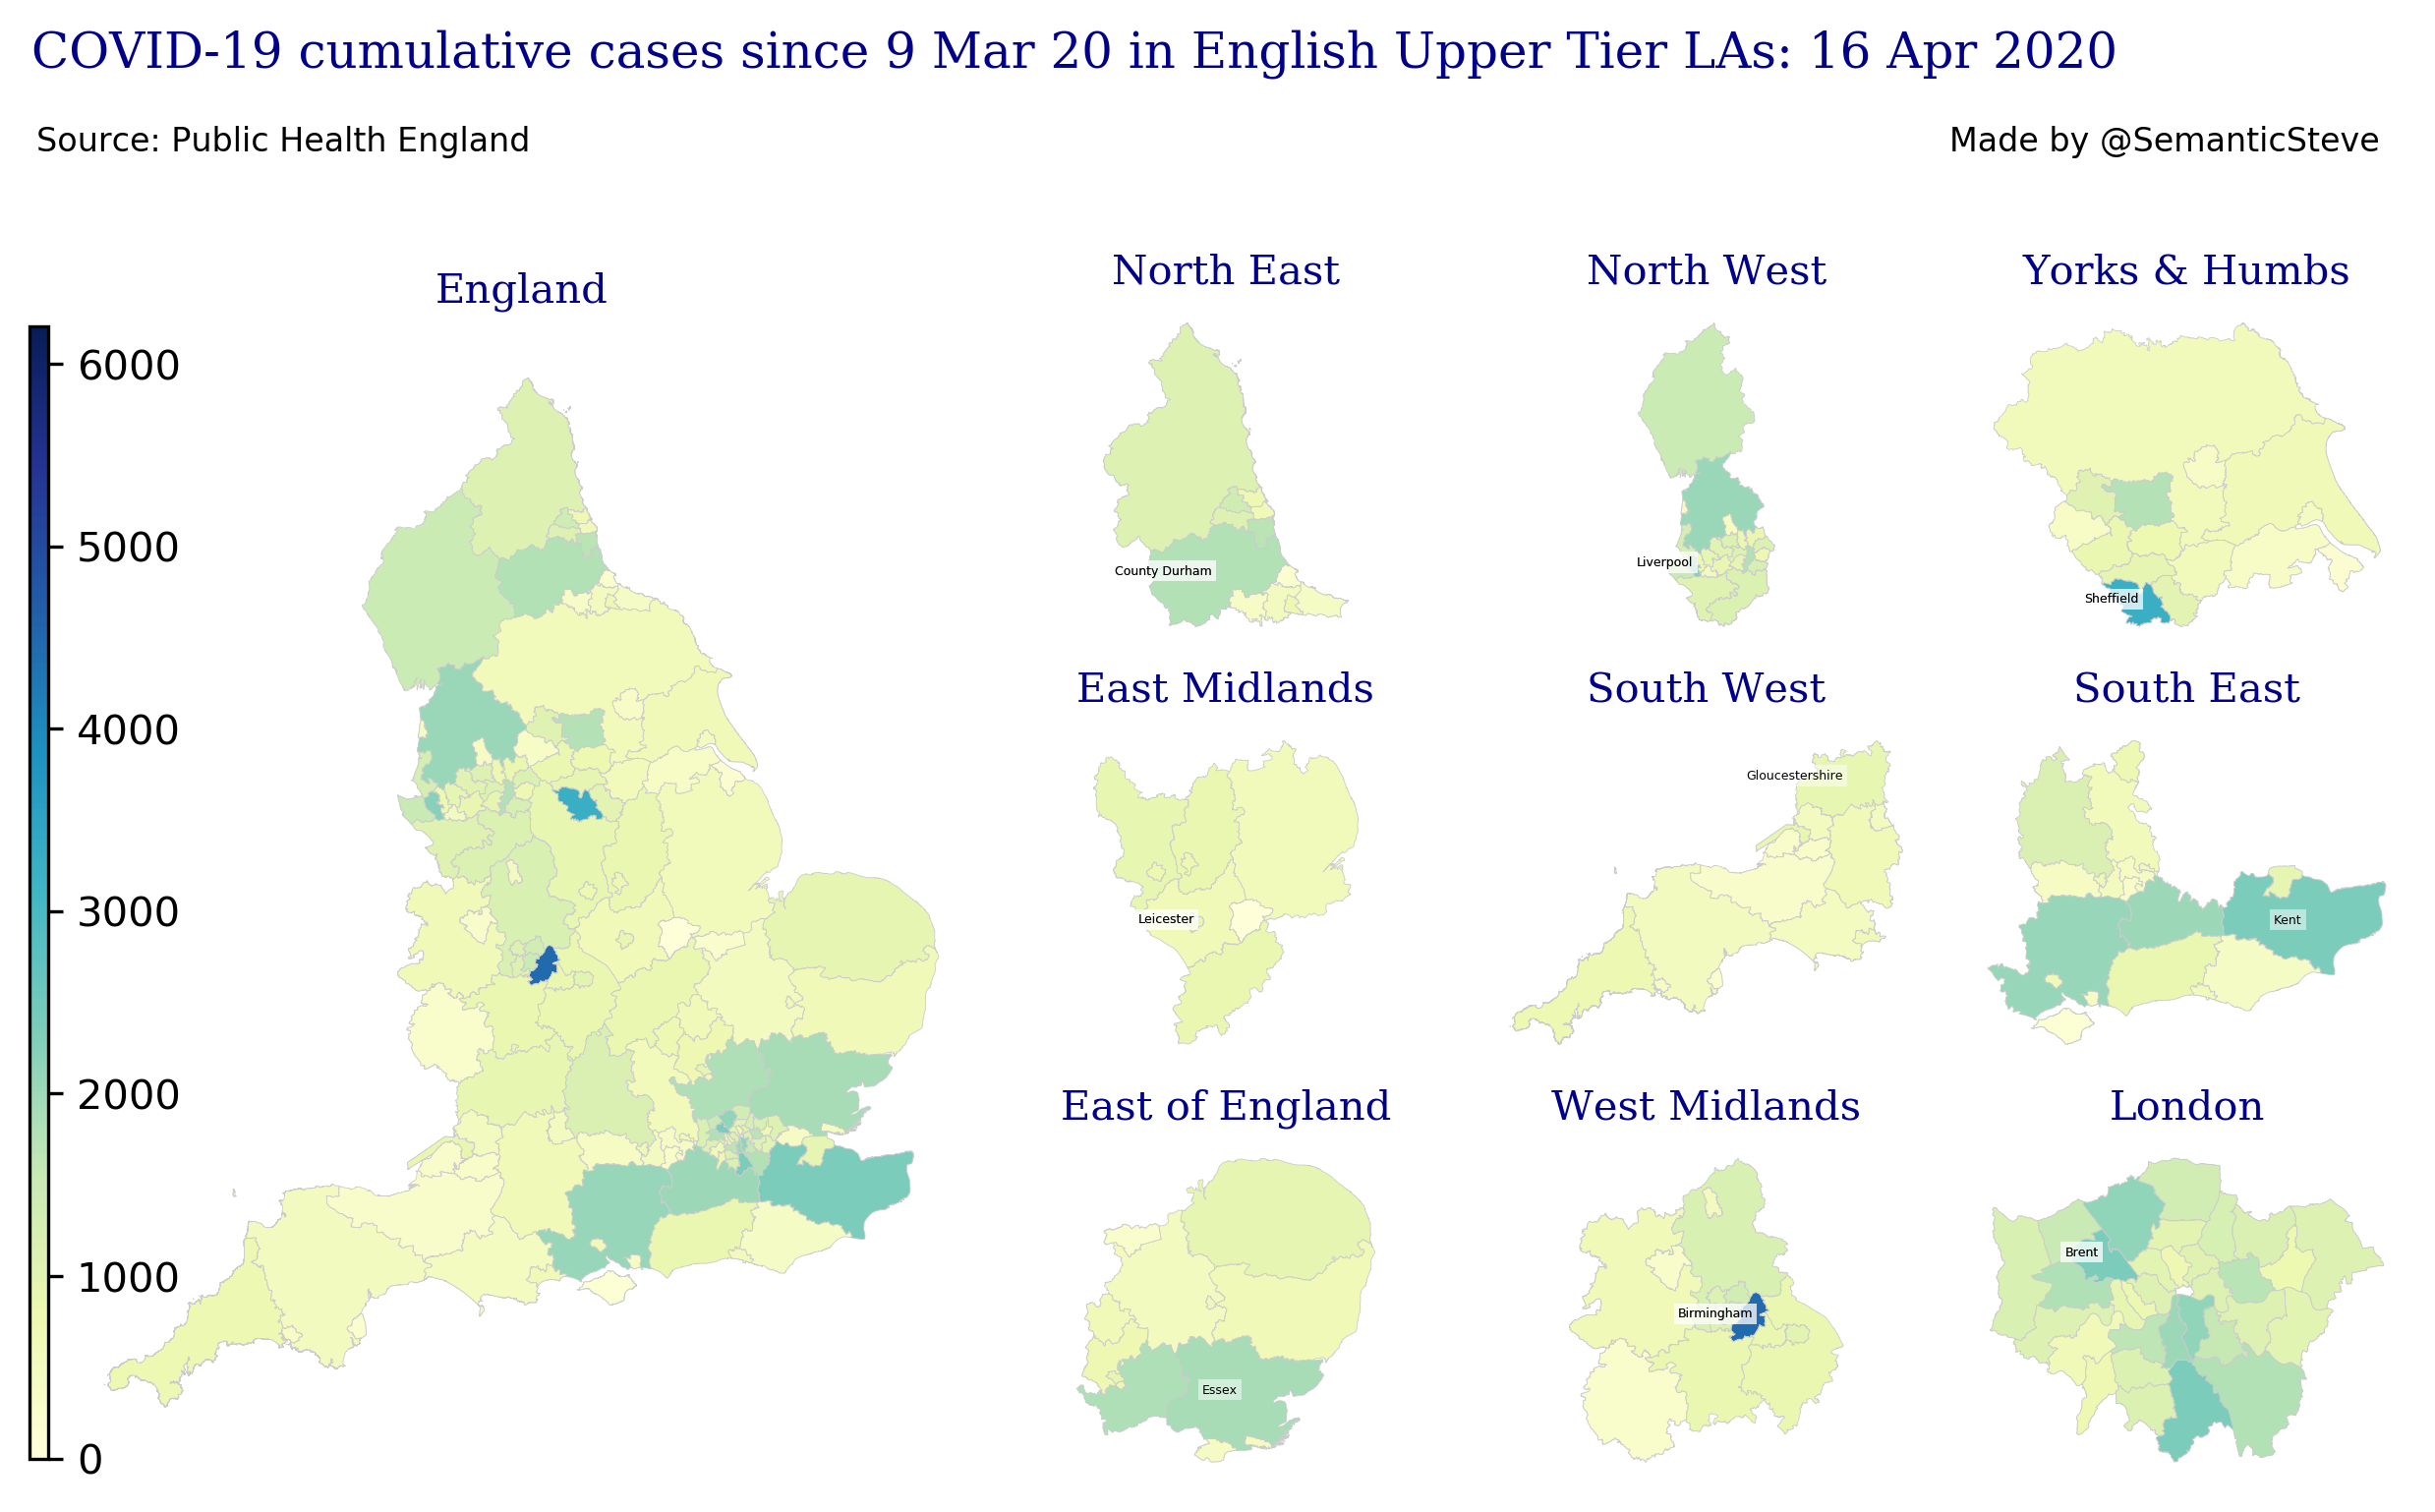 COVID-19 cumulative cases since 9 Mar 20 in English Upper Tier LAs: 16 Apr 2020
Source: Public Health England
Made by @SemanticSteve
England
6000
5000
4000
3000
2000
1000
0
North East
County Durham
North West
Liverpool
Yorks & Humbs
Sheffield
East Midlands
Leicester
South West
Gloucestershire
South East
Kent
East of England
Essex
West Midlands
Birmingham
London
Brent